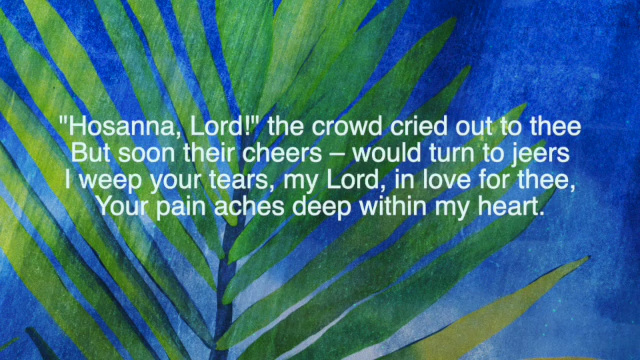 "Hosanna, Lord!" the crowd cried out to thee
But soon their cheers – would turn to jeers
I weep your tears, my Lord, in love for thee,
Your pain aches deep within my heart.